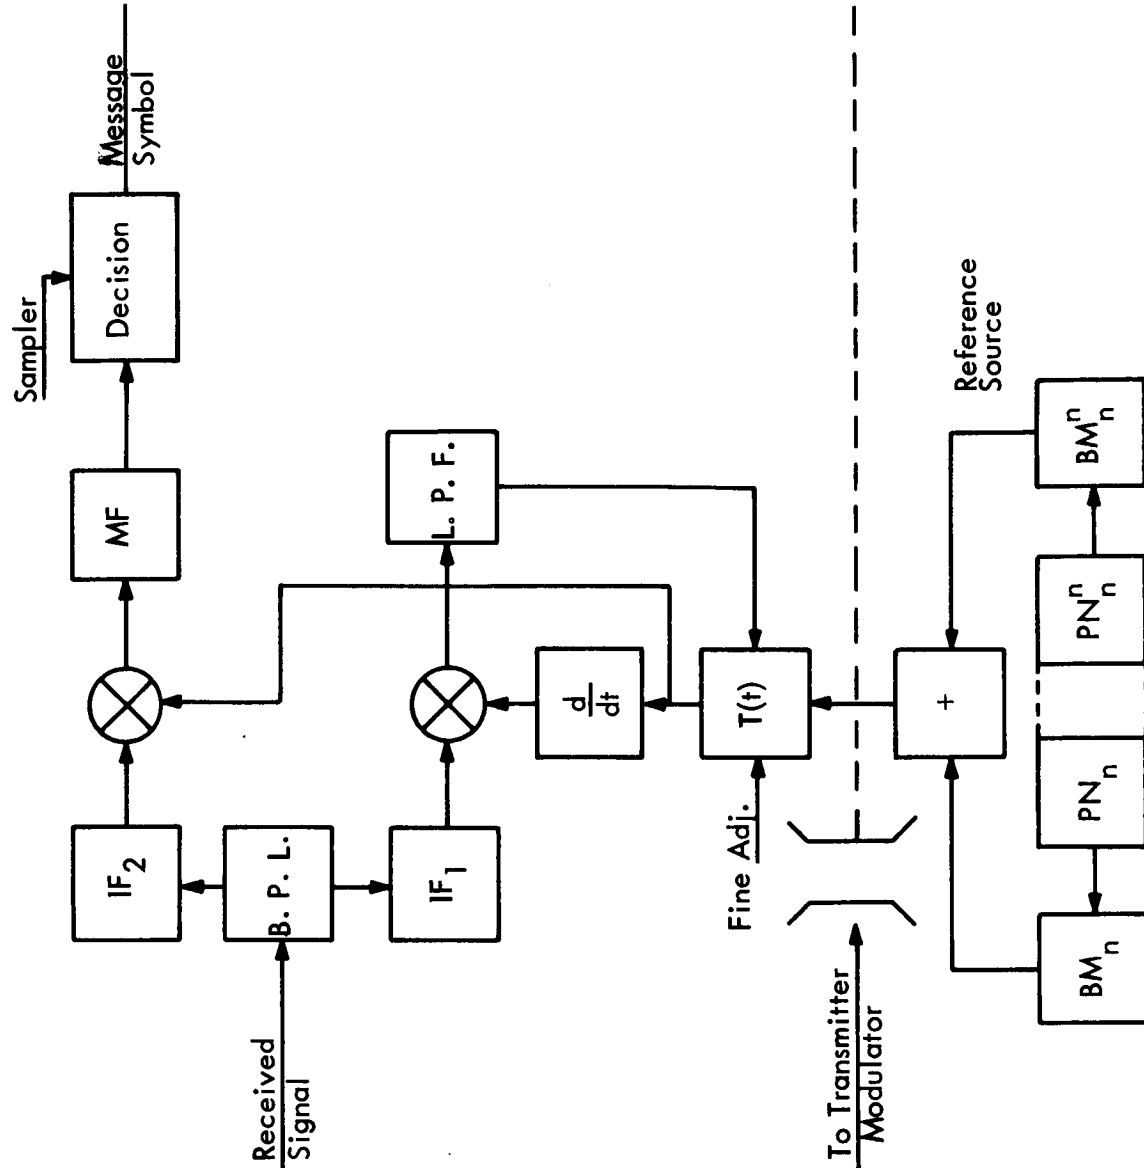 Sampler
Message
Symbol
Decision
MF
IF2
B. P. L.
IF1
Received
Signal
L. P. F.
d
dt
T(t)
Fine Adj.
To Transmitter
Modulator
+
Reference
Source
BMn
PNn
PNnn
BMnn